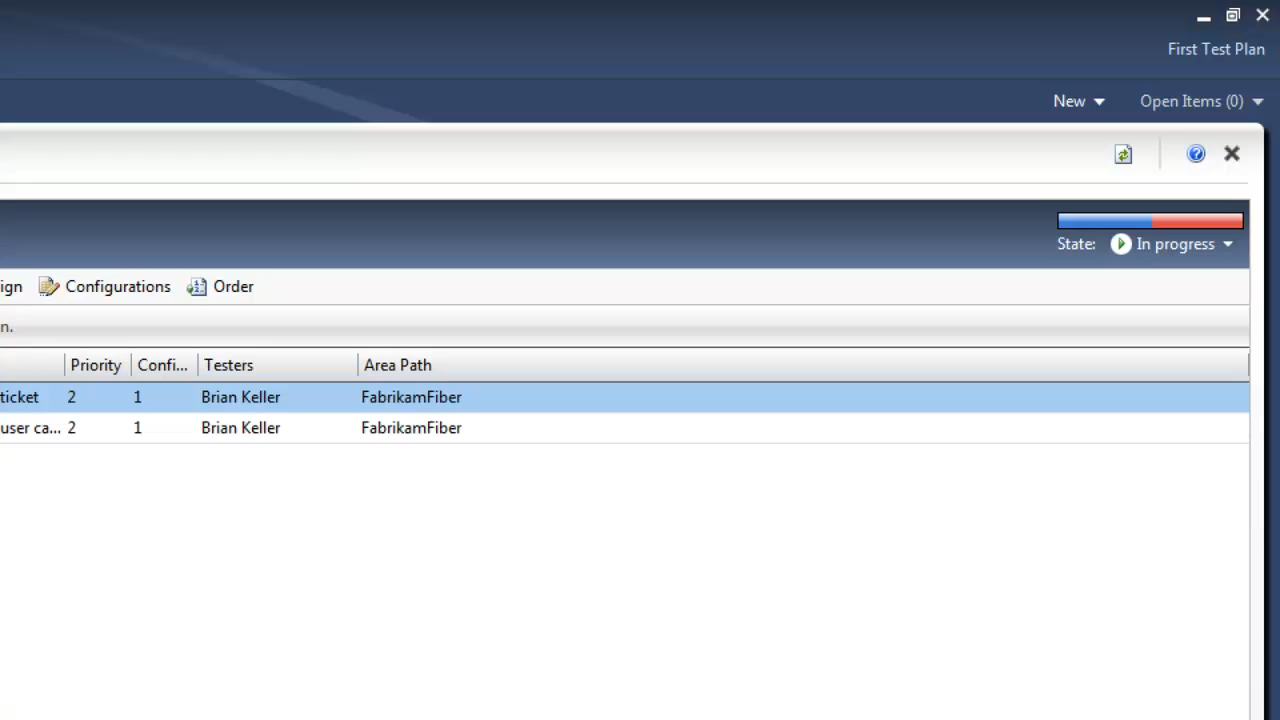 First Test Plan
New Open Items (0)
State: In progress
ign Configurations Order
n.
Priority Confi... Testers Area Path
ticket 2 1 Brian Keller FabrikamFiber
user ca... 2 1 Brian Keller FabrikamFiber